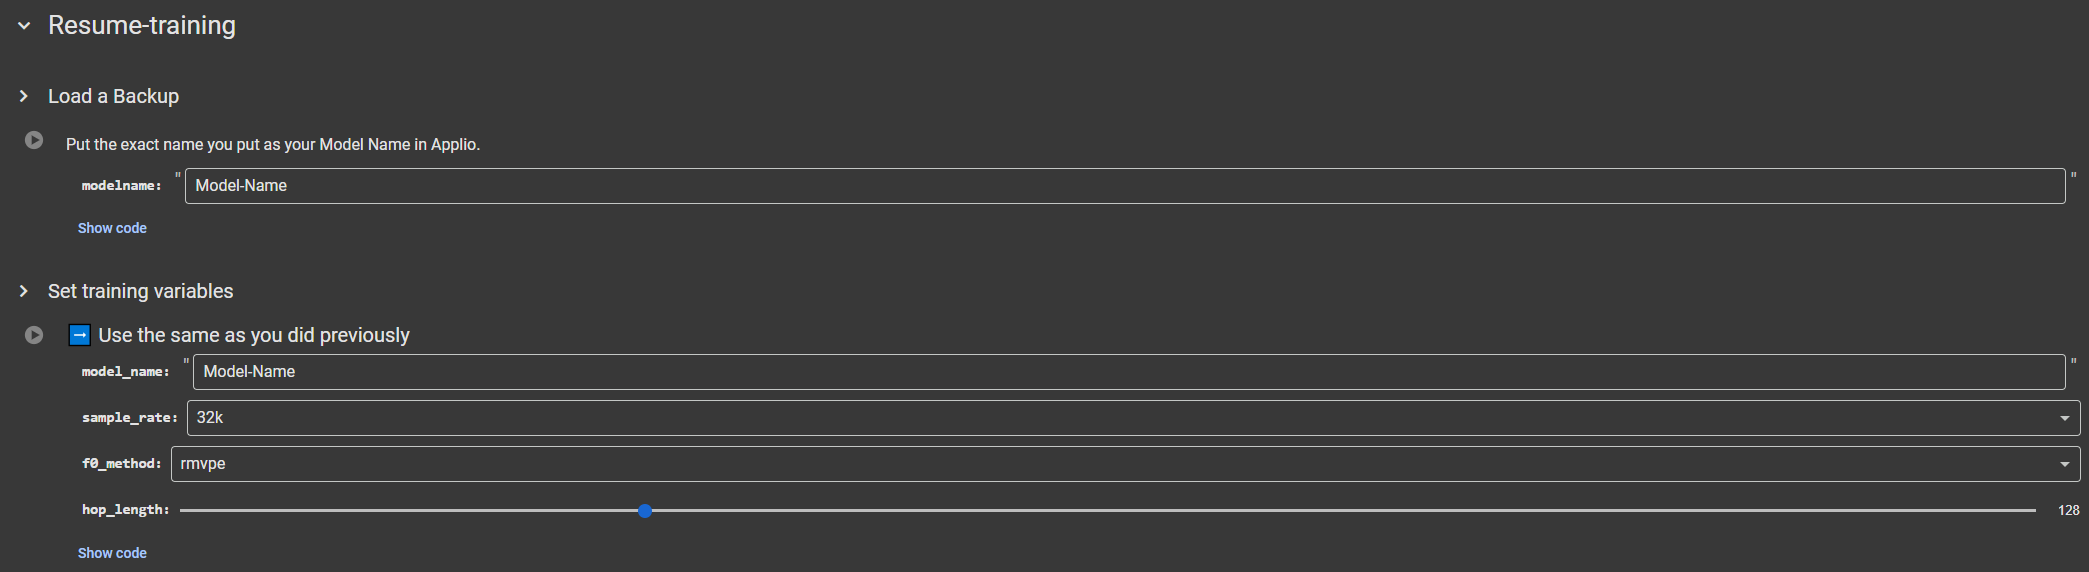 Resume-training
Load a Backup
Put the exact name you put as your Model Name in Applio.
modelname: " Model-Name "
Show code
Set training variables
➡ Use the same as you did previously
model_name: " Model-Name "
sample_rate: 32k
f0_method: rmvpe
hop_length: 128
Show code